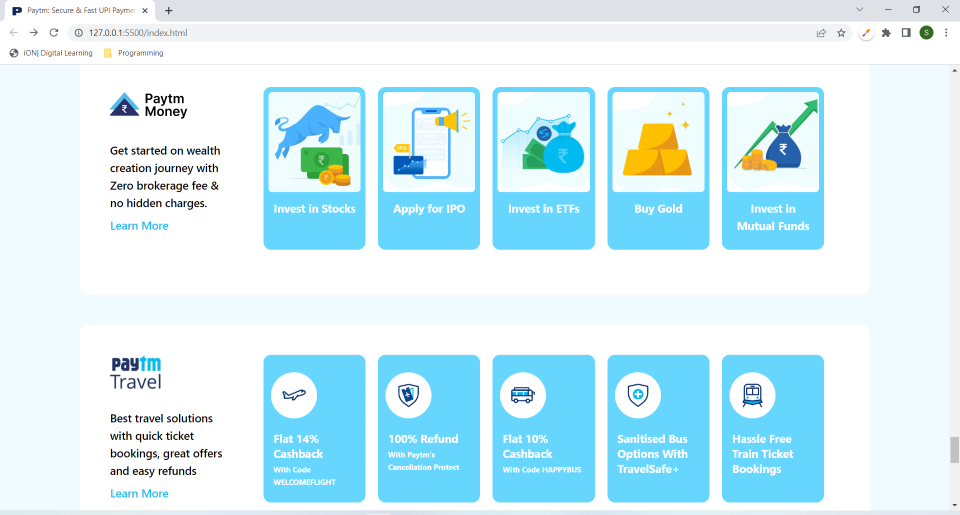 Paytm: Secure & Fast UPI Payme
127.0.0.1:5500/index.html
S
iON| Digital Learning
Programming
Paytm
Money
Get started on wealth
creation journey with
Zero brokerage fee &
no hidden charges.
Learn More
Invest in Stocks
IPO
Apply for IPO
Invest in ETFs
Buy Gold
Invest in
Mutual Funds
paytm
Travel
Best travel solutions
with quick ticket
bookings, great offers
and easy refunds
Learn More
Flat 14%
Cashback
With Code
WELCOMEFLIGHT
100% Refund
With Paytm's
Cancellation Protect
Flat 10%
Cashback
With Code HAPPYBUS
Sanitised Bus
Options With
TravelSafe+
Hassle Free
Train Ticket
Bookings